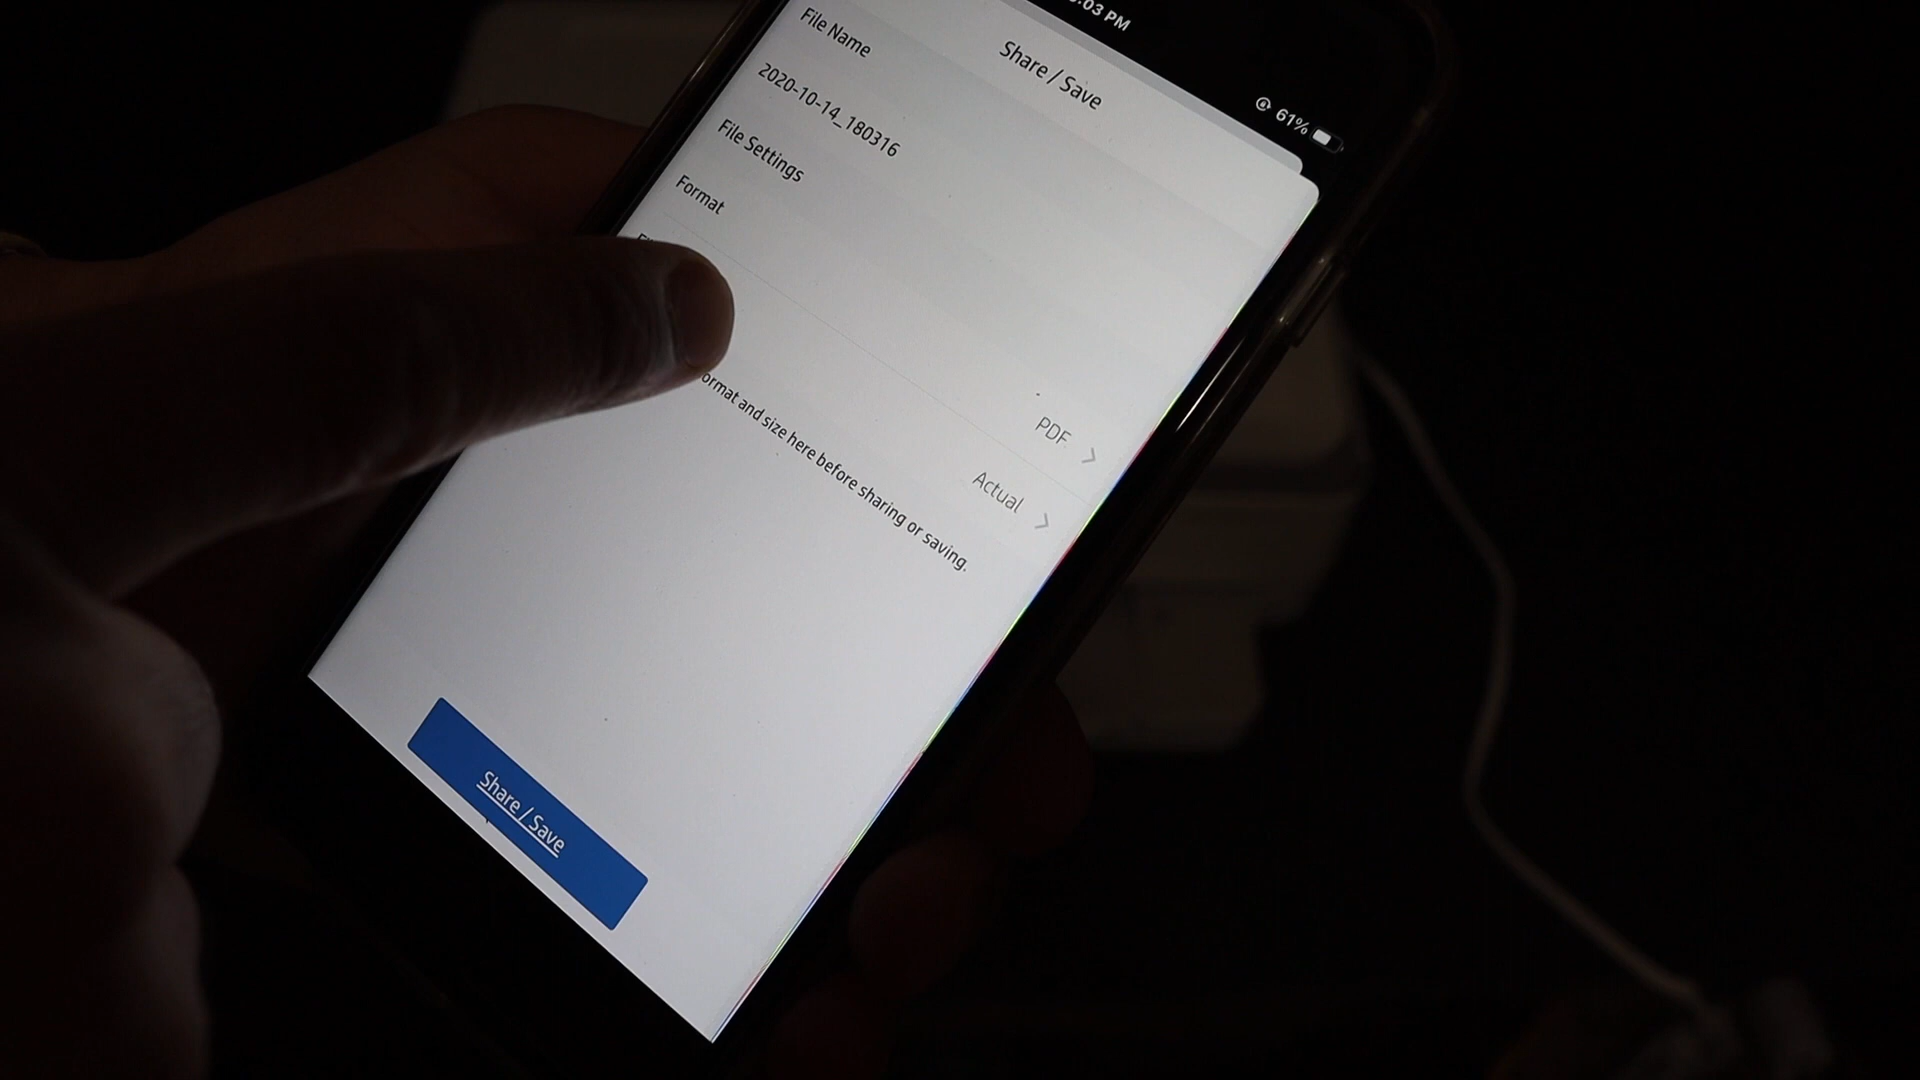 :03 PM
61%
Share / Save
File Name
2020-10-14_180316
File Settings
Format
PDF
Actual
ormat and size here before sharing or saving.
Share / Save